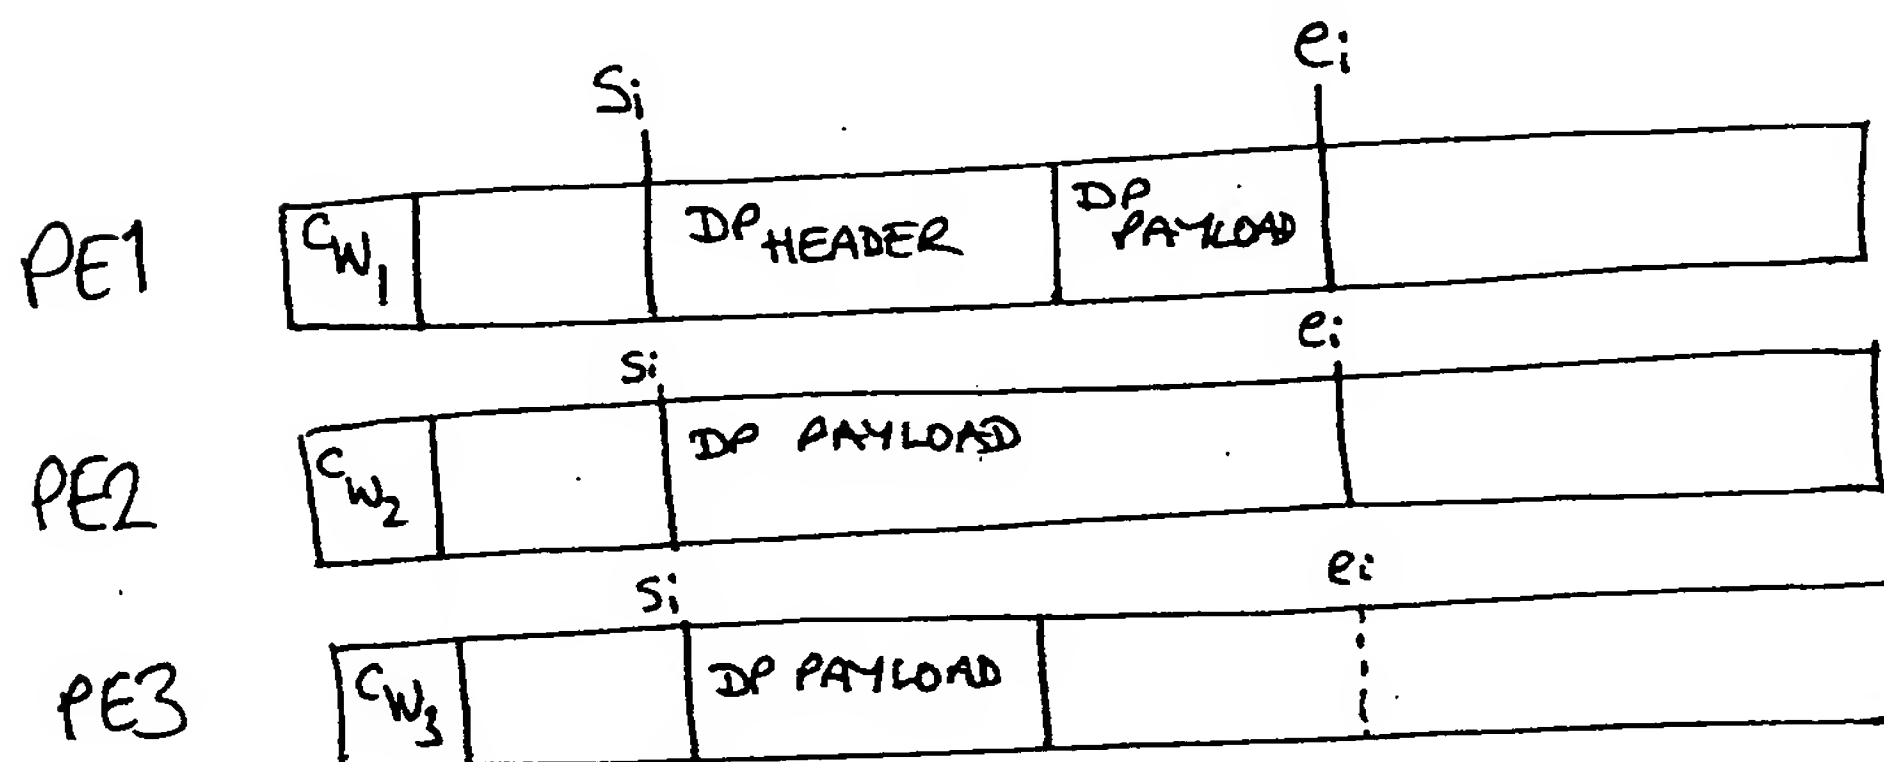 Si ei
PE1 CW1 DP HEADER DP PAYLOAD
si ei
PE2 CW2 DP PAYLOAD
si ei
PE3 CW3 DP PAYLOAD